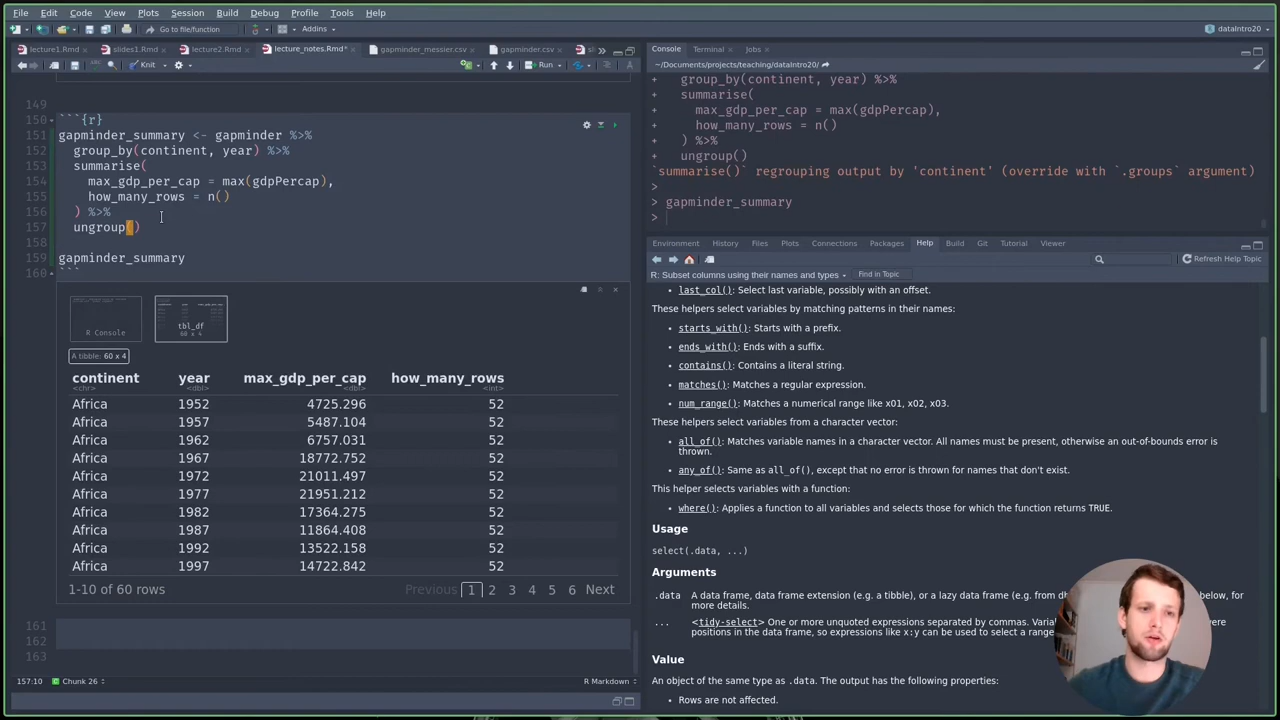 File Edit Code View Plots Session Build Debug Profile Tools Help
Go to file/function Addins dataIntro20
lecture1.Rmd slides1.Rmd lecture2.Rmd lecture_notes.Rmd* gapminder_messier.csv gapminder.csv
Knit Run
149
150 ```{r}
151 gapminder_summary <- gapminder %>%
152 group_by(continent, year) %>%
153 summarise(
154 max_gdp_per_cap = max(gdpPercap),
155 how_many_rows = n()
156 ) %>%
157 ungroup()
158
159 gapminder_summary
160 ```
R Console
tbl_df
60 x 4
A tibble: 60 x 4
continent year max_gdp_per_cap how_many_rows
<chr> <dbl> <dbl> <int>
Africa 1952 4725.296 52
Africa 1957 5487.104 52
Africa 1962 6757.031 52
Africa 1967 18772.752 52
Africa 1972 21011.497 52
Africa 1977 21951.212 52
Africa 1982 17364.275 52
Africa 1987 11864.408 52
Africa 1992 13522.158 52
Africa 1997 14722.842 52
1-10 of 60 rows Previous 1 2 3 4 5 6 Next
161
162
163
157:10 Chunk 26 R Markdown
Console Terminal Jobs
~/Documents/projects/teaching/dataIntro20/
+ group_by(continent, year) %>%
+ summarise(
+ max_gdp_per_cap = max(gdpPercap),
+ how_many_rows = n()
+ ) %>%
+ ungroup()
`summarise()` regrouping output by 'continent' (override with `.groups` argument)
>
> gapminder_summary
>
Environment History Files Plots Connections Packages Help Build Git Tutorial Viewer
Refresh Help Topic
R: Subset columns using their names and types Find in Topic
• last_col(): Select last variable, possibly with an offset.
These helpers select variables by matching patterns in their names:
• starts_with(): Starts with a prefix.
• ends_with(): Ends with a suffix.
• contains(): Contains a literal string.
• matches(): Matches a regular expression.
• num_range(): Matches a numerical range like x01, x02, x03.
These helpers select variables from a character vector:
• all_of(): Matches variable names in a character vector. All names must be present, otherwise an out-of-bounds error is
thrown.
• any_of(): Same as all_of(), except that no error is thrown for names that don't exist.
This helper selects variables with a function:
• where(): Applies a function to all variables and selects those for which the function returns TRUE.
Usage
select(.data, ...)
Arguments
.data A data frame, data frame extension (e.g. a tibble), or a lazy data frame (e.g. from below, for
more details.
... <tidy-select> One or more unquoted expressions separated by commas. were
positions in the data frame, so expressions like x:y can be used to select a
Value
An object of the same type as .data. The output has the following properties:
• Rows are not affected.